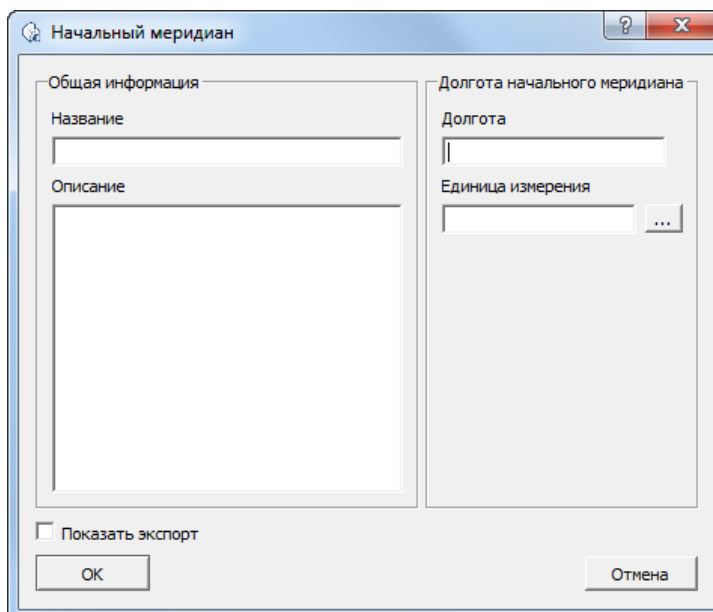 Начальный меридиан
Общая информация
Название
Описание
Долгота начального меридиана
Долгота
Единица измерения
...
Показать экспорт
OK
Отмена